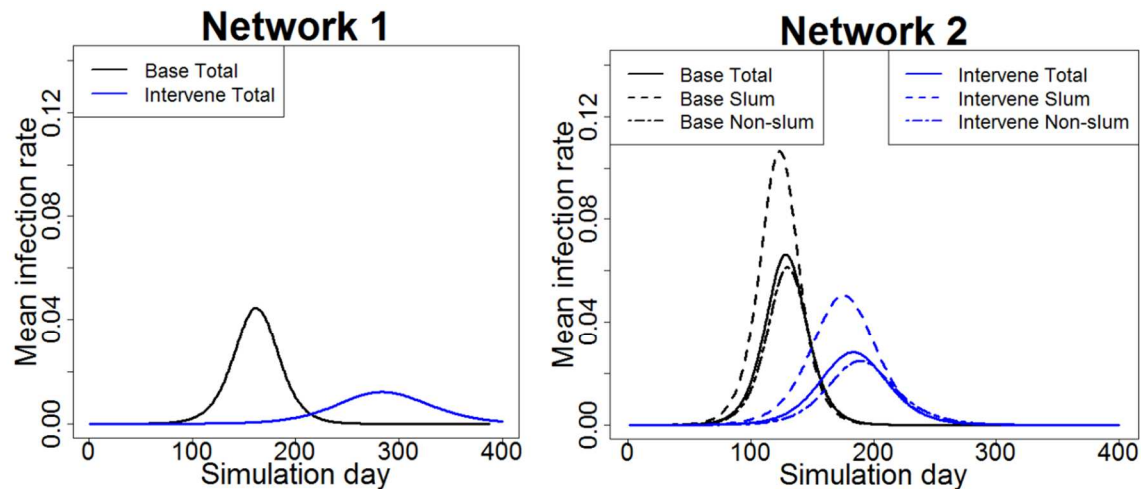 Network 1
Base Total
Intervene Total
Mean infection rate
0.00
0.04
0.08
0.12
0
100
200
300
400
Simulation day
Network 2
Base Total
Base Slum
Base Non-slum
Intervene Total
Intervene Slum
Intervene Non-slum
Mean infection rate
0.00
0.04
0.08
0.12
0
100
200
300
400
Simulation day